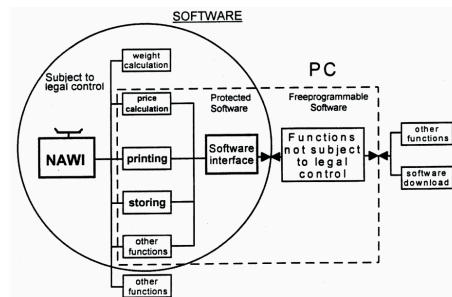 SOFTWARE
weight
calculation
Subject to
legal control
PC
price
calculation
Protected
Software
Freeprogrammable
Software
NAWI
printing
Software
interface
Functions
not subject
to legal
control
other
functions
software
download
storing
other
functions
other
functions